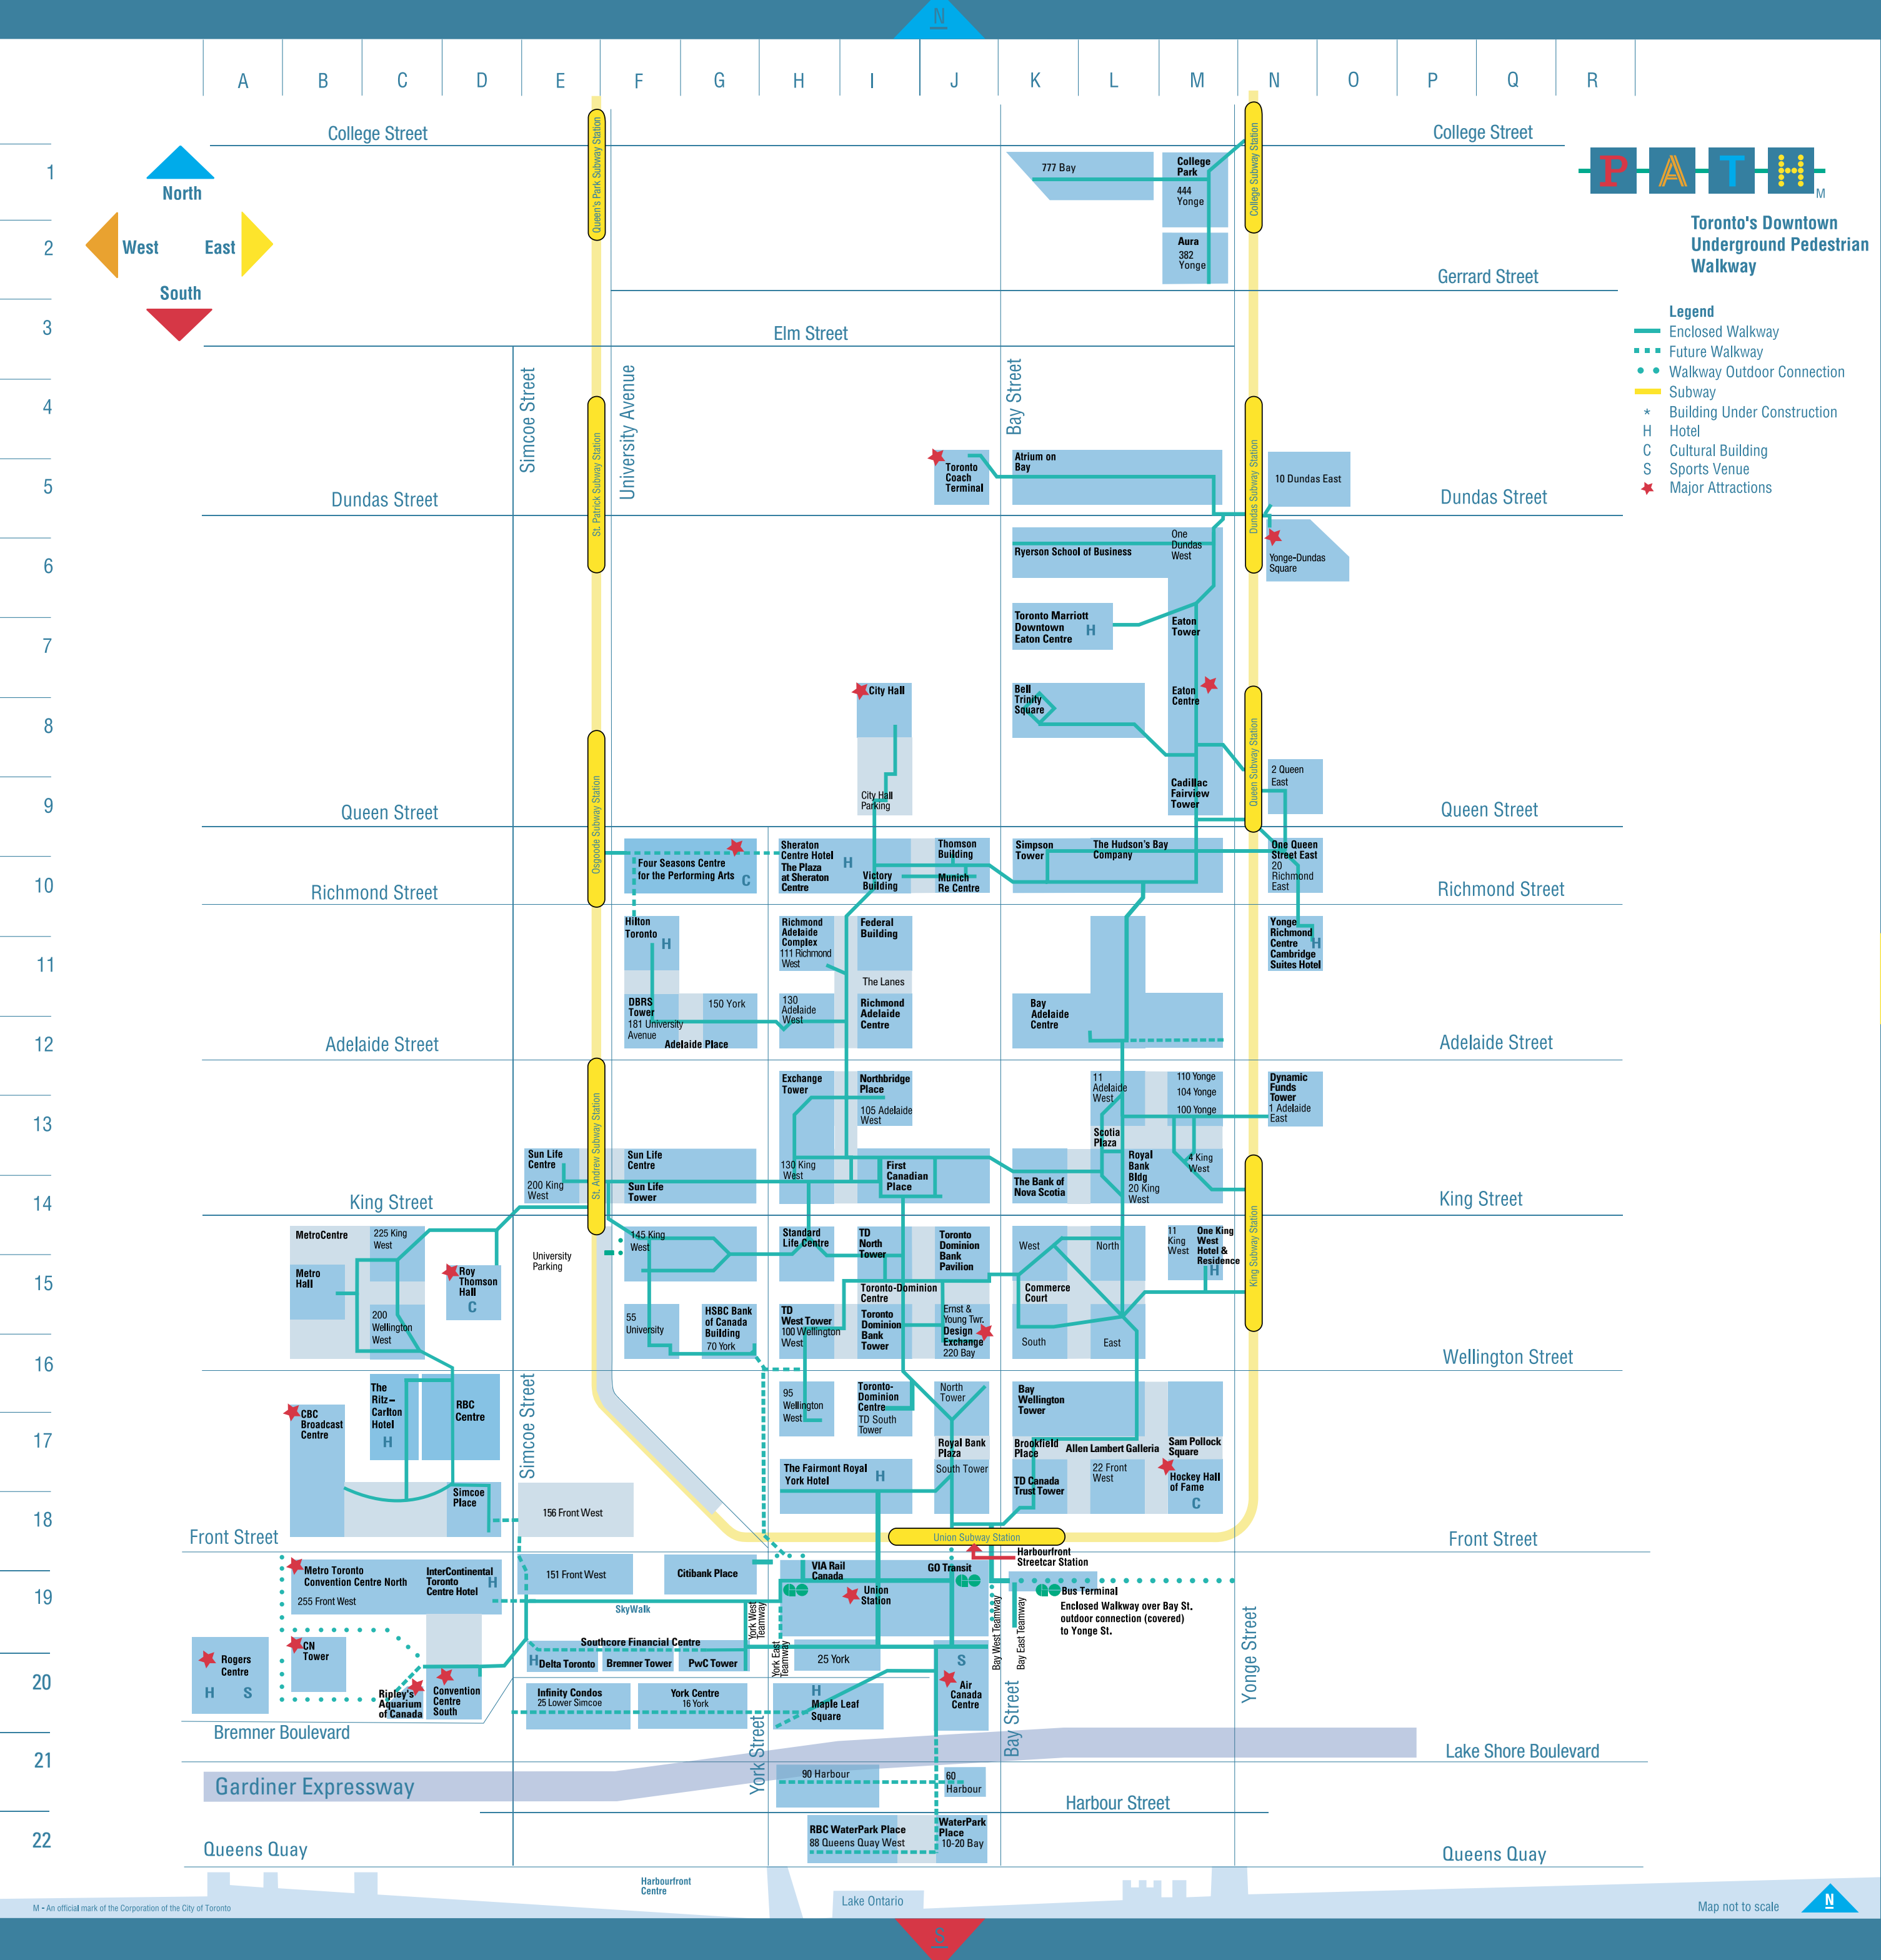 N
A B C D E F G H I J K L M N O P Q R
1
2
3
4
5
6
7
8
9
10
11
12
13
14
15
16
17
18
19
20
21
22
North
West East
South
PATH
M
Toronto's Downtown
Underground Pedestrian
Walkway
Legend
Enclosed Walkway
Future Walkway
Walkway Outdoor Connection
Subway
* Building Under Construction
H Hotel
C Cultural Building
S Sports Venue
Major Attractions
College Street
College Street
Queen's Park Subway Station
College Subway Station
777 Bay
College
Park
444
Yonge
Aura
382
Yonge
Gerrard Street
Elm Street
Simcoe Street
University Avenue
Bay Street
St. Patrick Subway Station
Dundas Subway Station
Toronto
Coach
Terminal
Atrium on
Bay
10 Dundas East
Dundas Street
Dundas Street
Ryerson School of Business
One
Dundas
West
Yonge-Dundas
Square
Toronto Marriott
Downtown
Eaton Centre
H
Eaton
Tower
City Hall
Bell
Trinity
Square
Eaton
Centre
Osgoode Subway Station
Queen Subway Station
City Hall
Parking
Cadillac
Fairview
Tower
2 Queen
East
Queen Street
Queen Street
Four Seasons Centre
for the Performing Arts
C
Sheraton
Centre Hotel
The Plaza
at Sheraton
Centre
H
Victory
Building
Thomson
Building
Munich
Re Centre
Simpson
Tower
The Hudson's Bay
Company
One Queen
Street East
20
Richmond
East
Richmond Street
Richmond Street
Hilton
Toronto
H
Richmond
Adelaide
Complex
111 Richmond
West
Federal
Building
The Lanes
Yonge
Richmond
Centre
Cambridge
Suites Hotel
H
DBRS
Tower
181 University
Avenue
150 York
Adelaide Place
130
Adelaide
West
Richmond
Adelaide
Centre
Bay
Adelaide
Centre
Adelaide Street
Adelaide Street
St. Andrew Subway Station
Exchange
Tower
Northbridge
Place
105 Adelaide
West
11
Adelaide
West
110 Yonge
104 Yonge
100 Yonge
Dynamic
Funds
Tower
1 Adelaide
East
Scotia
Plaza
Sun Life
Centre
200 King
West
Sun Life
Centre
Sun Life
Tower
130 King
West
First
Canadian
Place
The Bank of
Nova Scotia
Royal
Bank
Bldg
20 King
West
4 King
West
King Street
King Street
King Subway Station
MetroCentre
225 King
West
Metro
Hall
Roy
Thomson
Hall
C
200
Wellington
West
University
Parking
145 King
West
Standard
Life Centre
TD
North
Tower
Toronto
Dominion
Bank
Pavilion
West
North
11
King
West
One King
West
Hotel &
Residence
H
Toronto-Dominion
Centre
Commerce
Court
55
University
HSBC Bank
of Canada
Building
70 York
TD
West Tower
100 Wellington
West
Toronto
Dominion
Bank
Tower
Ernst &
Young Twr.
Design
Exchange
220 Bay
South
East
Wellington Street
Simcoe Street
The
Ritz–
Carlton
Hotel
H
RBC
Centre
CBC
Broadcast
Centre
95
Wellington
West
Toronto-
Dominion
Centre
TD South
Tower
North
Tower
Bay
Wellington
Tower
Royal Bank
Plaza
South Tower
Brookfield
Place
Allen Lambert Galleria
Sam Pollock
Square
The Fairmont Royal
York Hotel
H
TD Canada
Trust Tower
22 Front
West
Hockey Hall
of Fame
C
Simcoe
Place
156 Front West
Front Street
Union Subway Station
Front Street
Metro Toronto
Convention Centre North
255 Front West
InterContinental
Toronto
Centre Hotel
H
151 Front West
Citibank Place
VIA Rail
Canada
GO Transit
Union
Station
Harbourfront
Streetcar Station
Bus Terminal
Enclosed Walkway over Bay St.
outdoor connection (covered)
to Yonge St.
SkyWalk
York West
Teamway
York East
Teamway
Bay West Teamway
Bay East Teamway
Yonge Street
Rogers
Centre
H S
CN
Tower
Southcore Financial Centre
H
Delta Toronto
Bremner Tower
PwC Tower
25 York
S
Air
Canada
Centre
Ripley's
Aquarium
of Canada
Convention
Centre
South
Infinity Condos
25 Lower Simcoe
York Centre
16 York
H
Maple Leaf
Square
Bremner Boulevard
York Street
Bay Street
Lake Shore Boulevard
Gardiner Expressway
90 Harbour
60
Harbour
Harbour Street
RBC WaterPark Place
88 Queens Quay West
WaterPark
Place
10-20 Bay
Queens Quay
Queens Quay
Harbourfront
Centre
Lake Ontario
M - An official mark of the Corporation of the City of Toronto
Map not to scale
N
S